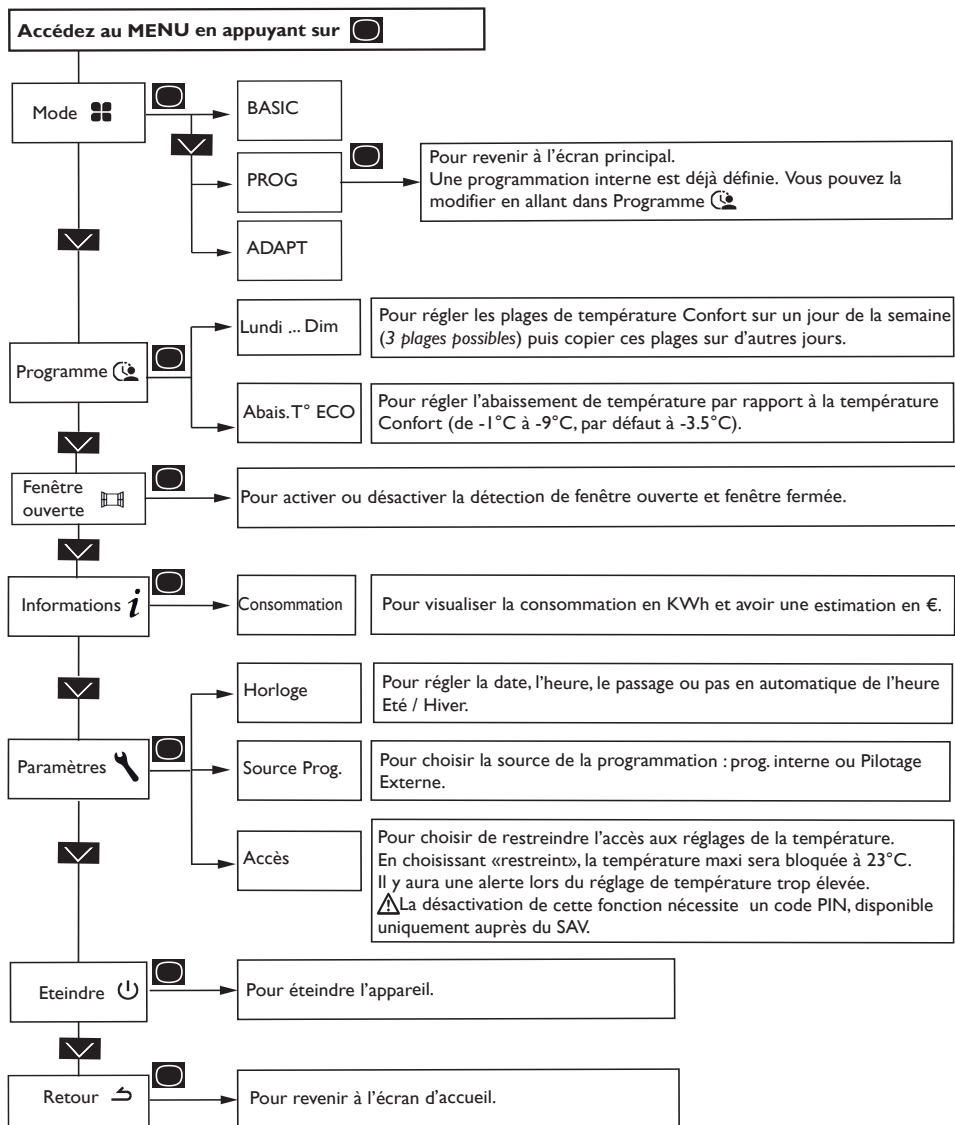 Accédez au MENU en appuyant sur
Mode
BASIC
PROG
Pour revenir à l'écran principal.
Une programmation interne est déjà définie. Vous pouvez la
modifier en allant dans Programme
ADAPT
Programme
Lundi ... Dim
Pour régler les plages de température Confort sur un jour de la semaine
(3 plages possibles) puis copier ces plages sur d'autres jours.
Abais.T° ECO
Pour régler l'abaissement de température par rapport à la température
Confort (de -1°C à -9°C, par défaut à -3.5°C).
Fenêtre
ouverte
Pour activer ou désactiver la détection de fenêtre ouverte et fenêtre fermée.
Informations i
Consommation
Pour visualiser la consommation en KWh et avoir une estimation en €.
Paramètres
Horloge
Pour régler la date, l'heure, le passage ou pas en automatique de l'heure
Eté / Hiver.
Source Prog.
Pour choisir la source de la programmation : prog. interne ou Pilotage
Externe.
Accès
Pour choisir de restreindre l'accès aux réglages de la température.
En choisissant «restreint», la température maxi sera bloquée à 23°C.
Il y aura une alerte lors du réglage de température trop élevée.
⚠La désactivation de cette fonction nécessite un code PIN, disponible
uniquement auprès du SAV.
Eteindre
Pour éteindre l'appareil.
Retour
Pour revenir à l'écran d'accueil.